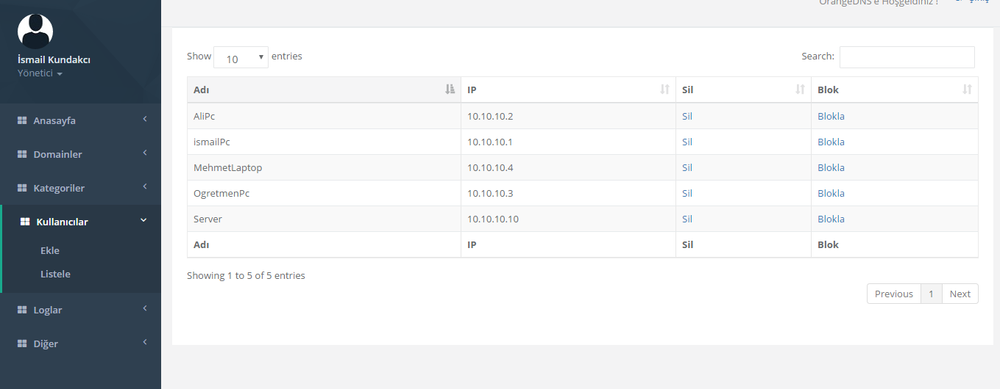 OrangeDNS'e Hoşgeldiniz !
İsmail Kundakcı
Yönetici
Anasayfa
Domainler
Kategoriler
Kullanıcılar
Ekle
Listele
Loglar
Diğer
Show 10 entries Search:
Adı IP Sil Blok
AliPc 10.10.10.2 Sil Blokla
ismailPc 10.10.10.1 Sil Blokla
MehmetLaptop 10.10.10.4 Sil Blokla
OgretmenPc 10.10.10.3 Sil Blokla
Server 10.10.10.10 Sil Blokla
Adı IP Sil Blok
Showing 1 to 5 of 5 entries
Previous 1 Next